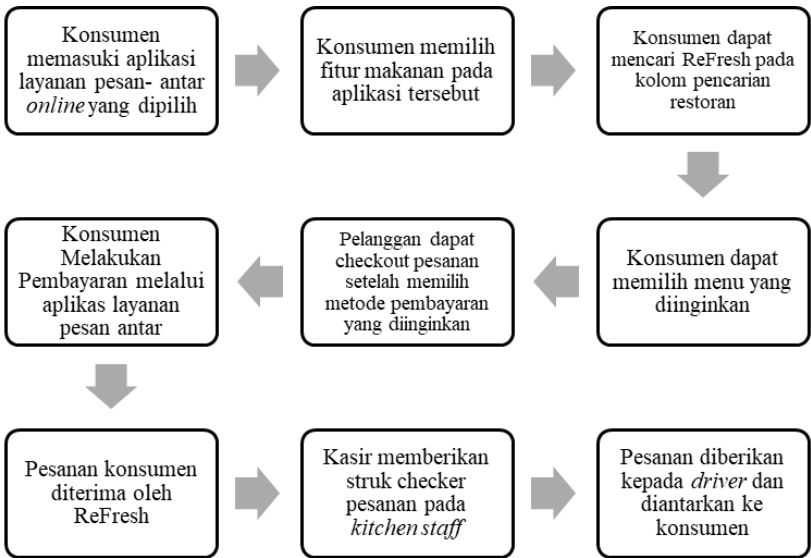 Konsumen
memasuki aplikasi
layanan pesan- antar
online yang dipilih
Konsumen memilih
fitur makanan pada
aplikasi tersebut
Konsumen dapat
mencari ReFresh pada
kolom pencarian
restoran
Konsumen dapat
memilih menu yang
diinginkan
Pelanggan dapat
checkout pesanan
setelah memilih
metode pembayaran
yang diinginkan
Konsumen
Melakukan
Pembayaran melalui
aplikas layanan
pesan antar
Pesanan konsumen
diterima oleh
ReFresh
Kasir memberikan
struk checker
pesanan pada
kitchen staff
Pesanan diberikan
kepada driver dan
diantarkan ke
konsumen